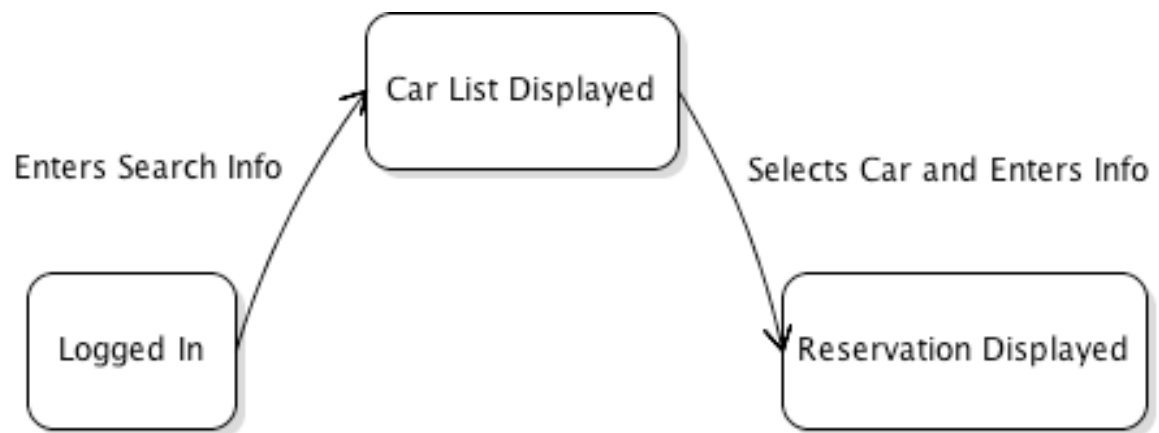 Car List Displayed
Enters Search Info
Selects Car and Enters Info
Logged In
Reservation Displayed